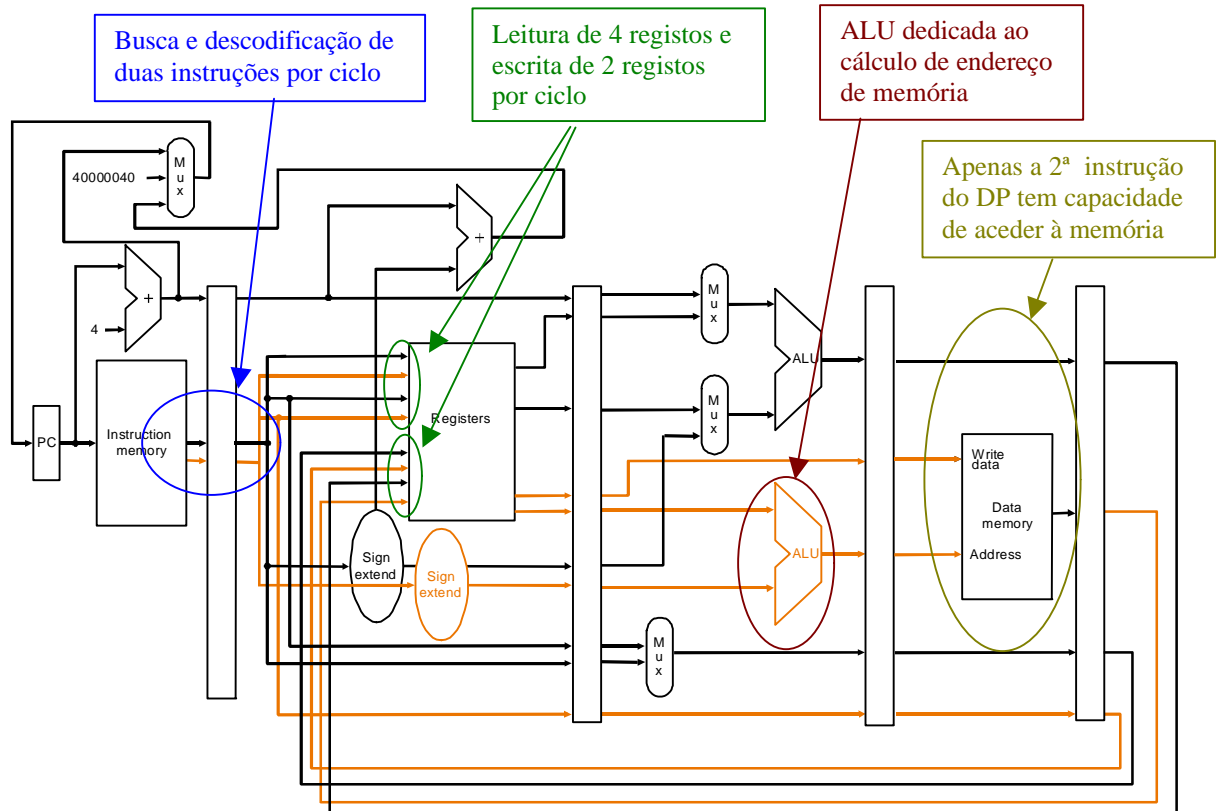 Busca e descodificação de
duas instruções por ciclo
Leitura de 4 registos e
escrita de 2 registos
por ciclo
ALU dedicada ao
cálculo de endereço
de memória
Apenas a 2ª instrução
do DP tem capacidade
de aceder à memória
M
u
x
40000040
+
+
4
M
u
x
ALU
M
u
x
PC
Instruction
memory
Registers
Write
data
Data
memory
Address
ALU
Sign
extend
Sign
extend
M
u
x